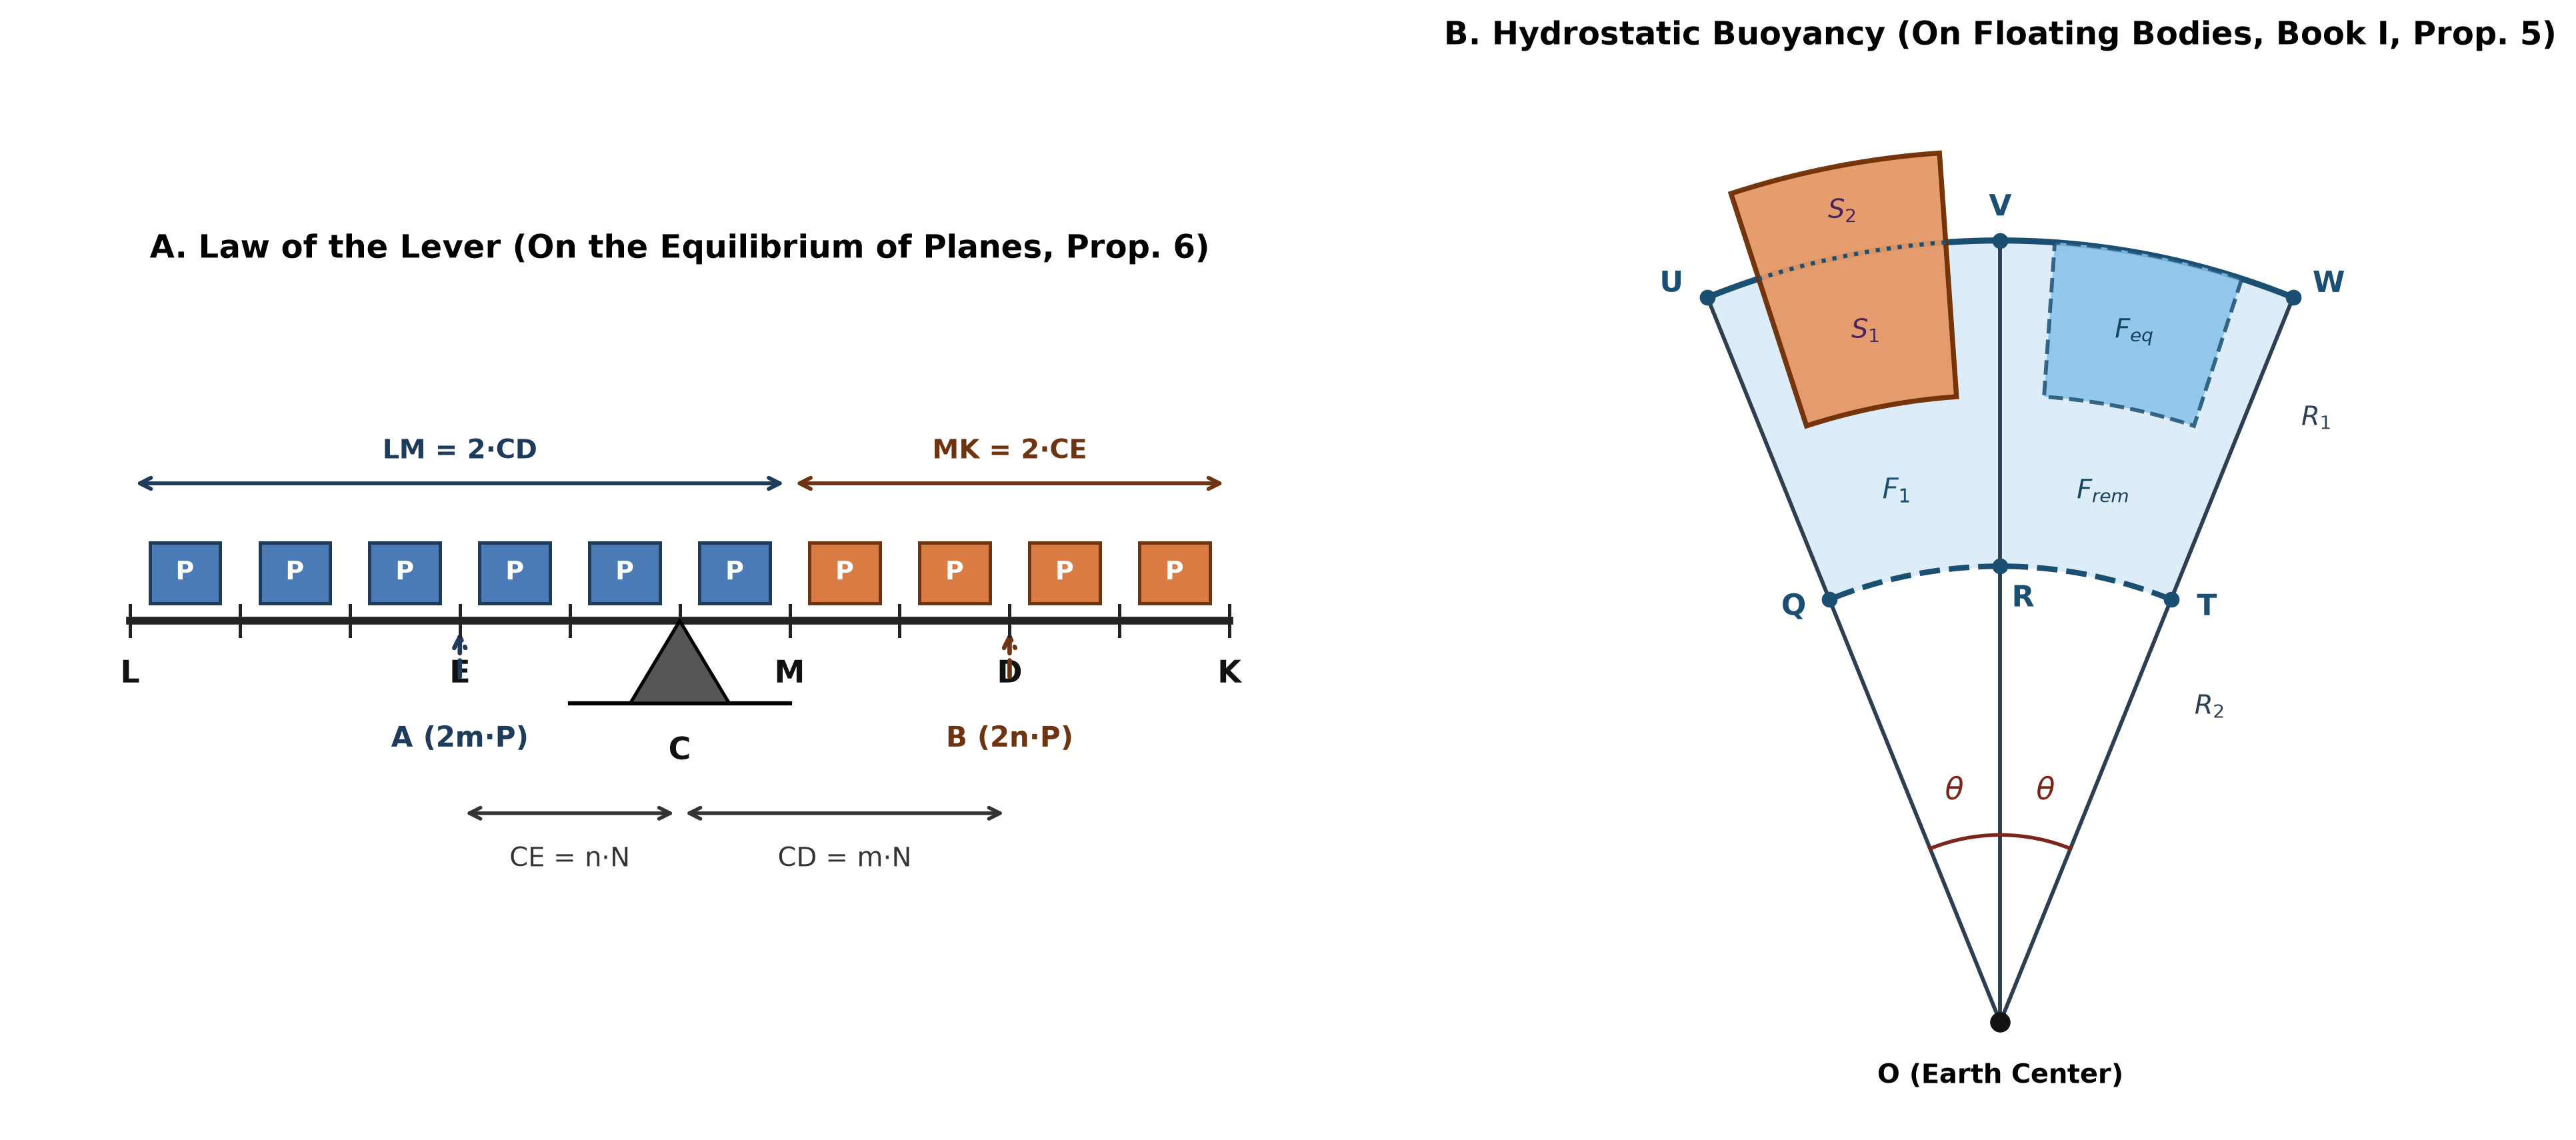 A. Law of the Lever (On the Equilibrium of Planes, Prop. 6)
LM = 2·CD
MK = 2·CE
P P P P P P P P P P
L E M D K
A (2m·P)
C
B (2n·P)
CE = n·N
CD = m·N
B. Hydrostatic Buoyancy (On Floating Bodies, Book I, Prop. 5)
S₂
V
U
W
S₁
F_eq
R₁
F₁
F_rem
Q
R
T
R₂
θ θ
O (Earth Center)